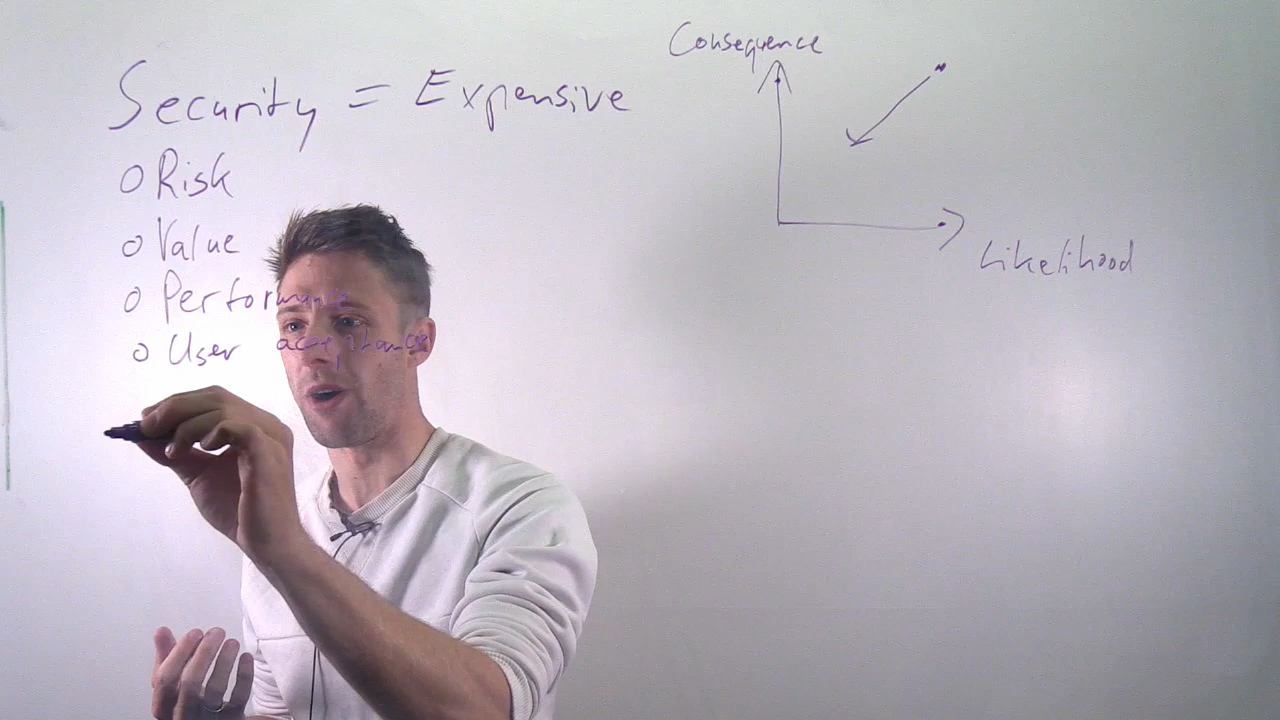 Security = Expensive
o Risk
o Value
o Performance
o User acceptance
Consequence
Likelihood